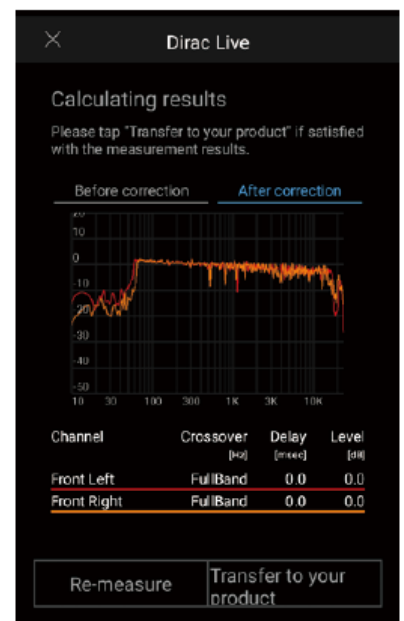 Dirac Live
Calculating results
Please tap "Transfer to your product" if satisfied
with the measurement results.
Before correction After correction
20
10
0
-10
-20
-30
-40
-50
10 30 100 300 1K 3K 10K
Channel Crossover Delay Level
[Hz] [msec] [dB]
Front Left FullBand 0.0 0.0
Front Right FullBand 0.0 0.0
Re-measure Transfer to your
product